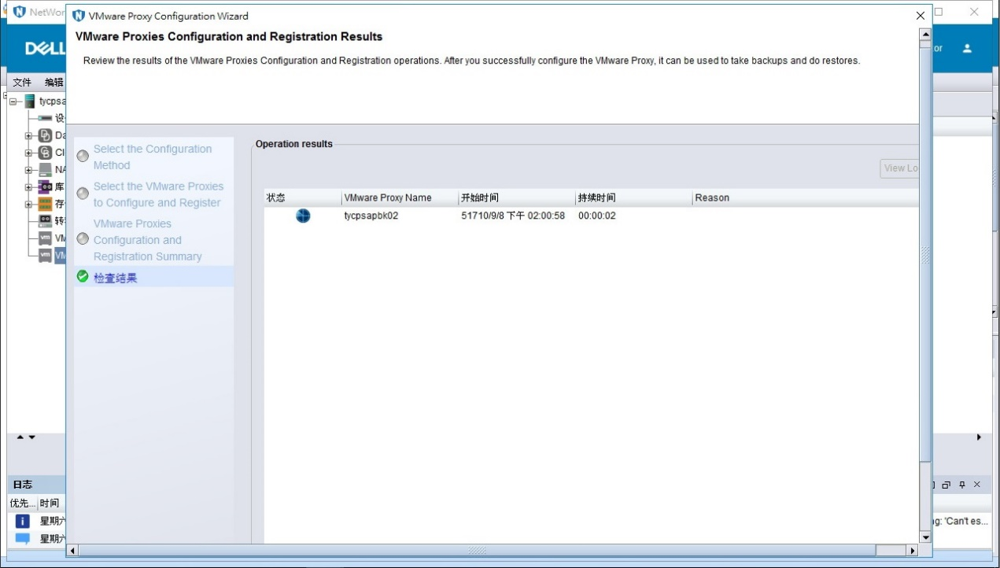 NetWor
VMware Proxy Configuration Wizard
VMware Proxies Configuration and Registration Results
Review the results of the VMware Proxies Configuration and Registration operations. After you successfully configure the VMware Proxy, it can be used to take backups and do restores.
DELL
or
文件 编辑
tycpsa
设
Da
Cl
NA
库
存
转
VM
VM
Select the Configuration
Method
Select the VMware Proxies
to Configure and Register
VMware Proxies
Configuration and
Registration Summary
检查结果
Operation results
View Lo
状态 VMware Proxy Name 开始时间 持续时间 Reason
tycpsapbk02 51710/9/8 下午 02:00:58 00:00:02
日志
优先... 时间
星期六
星期六
ng: 'Can't es...